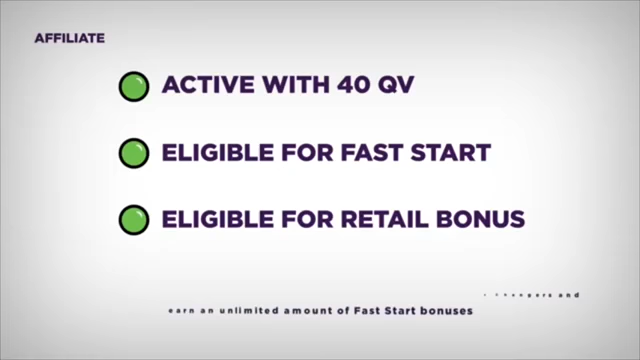 AFFILIATE
ACTIVE WITH 40 QV
ELIGIBLE FOR FAST START
ELIGIBLE FOR RETAIL BONUS
and
earn an unlimited amount of Fast Start bonuses